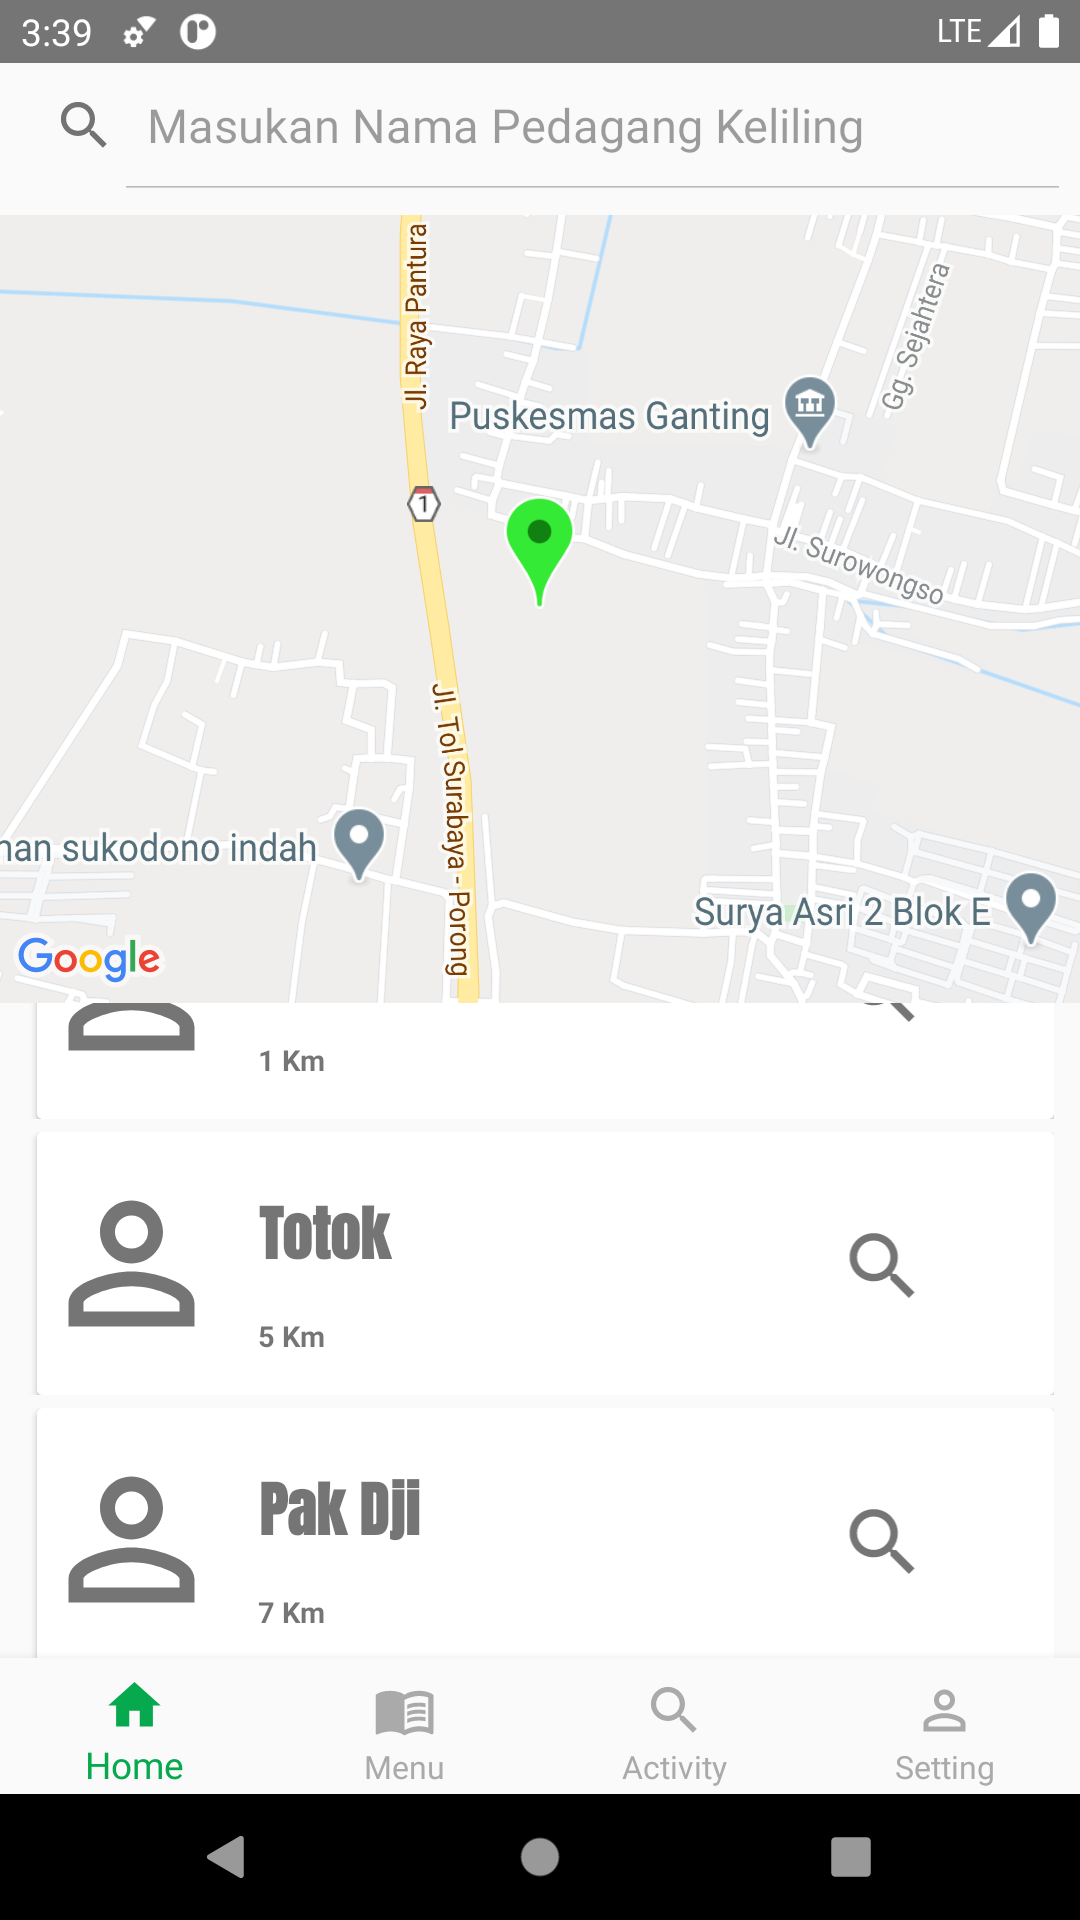 3:39
LTE
Masukan Nama Pedagang Keliling
Jl. Raya Pantura
Gg. Sejahtera
Puskesmas Ganting
1
Jl. Surowongso
Jl. Tol Surabaya - Porong
sukodono indah
Surya Asri 2 Blok E
Google
1 Km
Totok
5 Km
Pak Dji
7 Km
Home
Menu
Activity
Setting